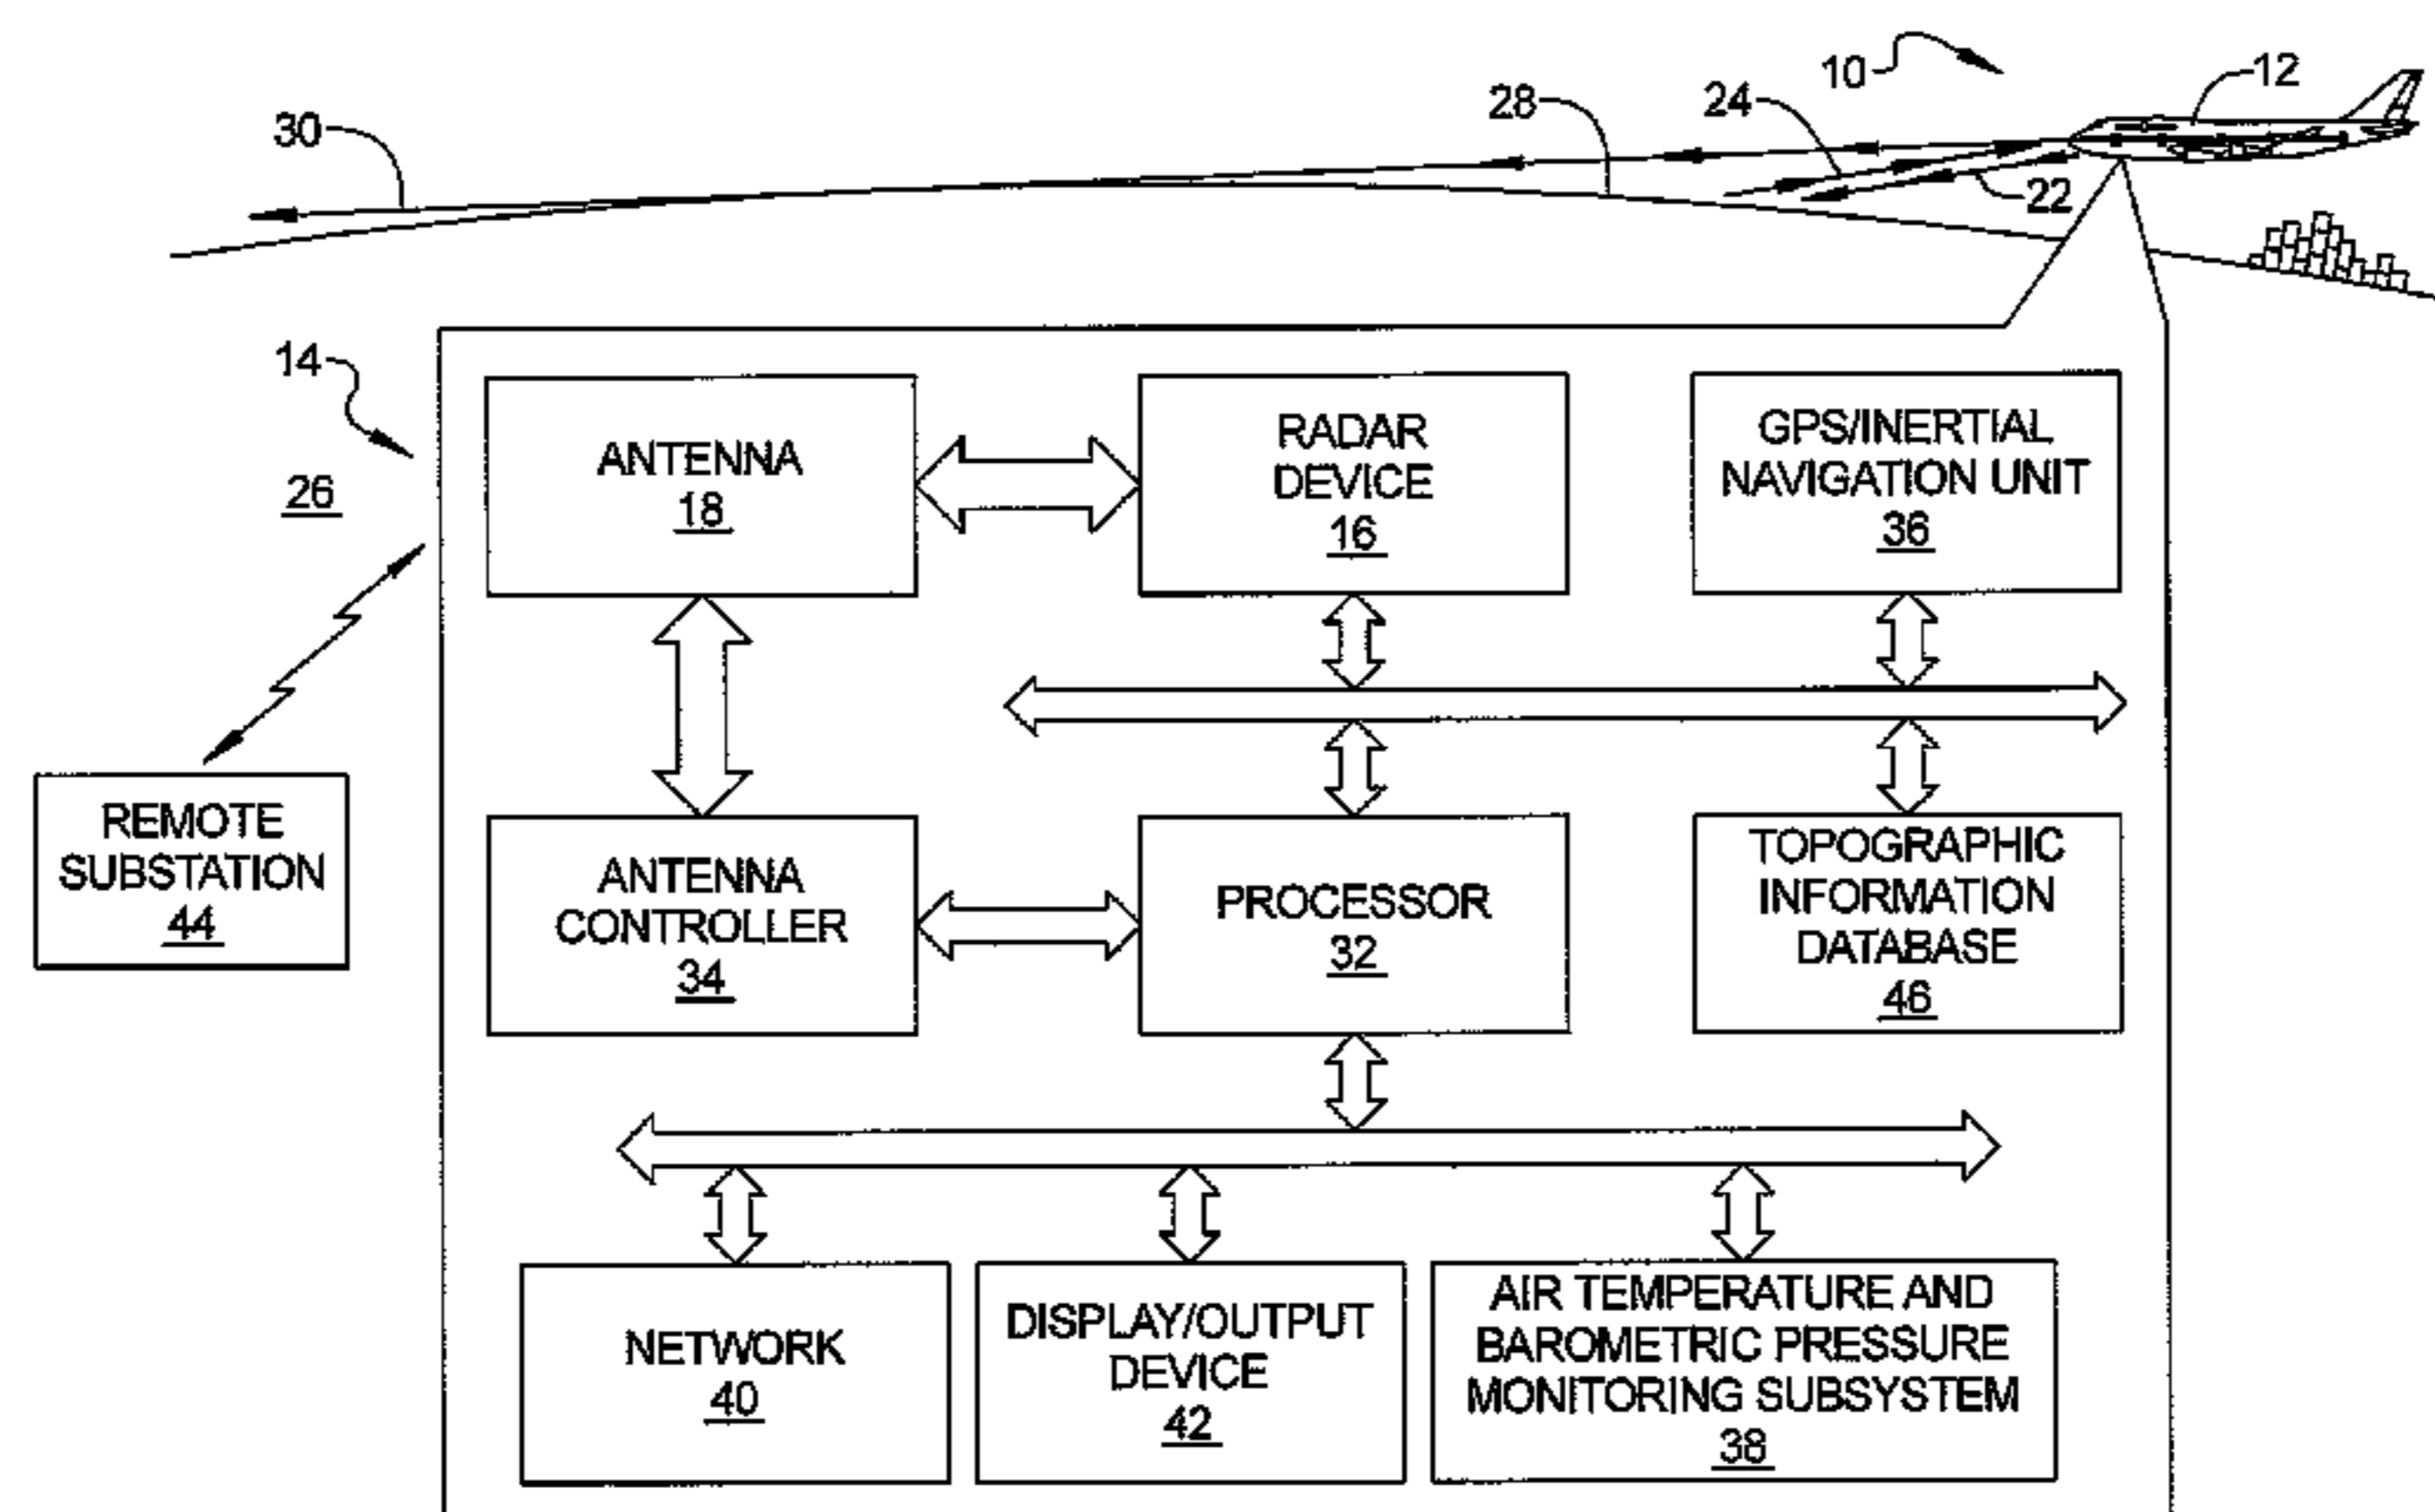 10
12
28
24
30
22
14
26
ANTENNA
18
RADAR
DEVICE
16
GPS/INERTIAL
NAVIGATION UNIT
36
REMOTE
SUBSTATION
44
ANTENNA
CONTROLLER
34
PROCESSOR
32
TOPOGRAPHIC
INFORMATION
DATABASE
46
NETWORK
40
DISPLAY/OUTPUT
DEVICE
42
AIR TEMPERATURE AND
BAROMETRIC PRESSURE
MONITORING SUBSYSTEM
38